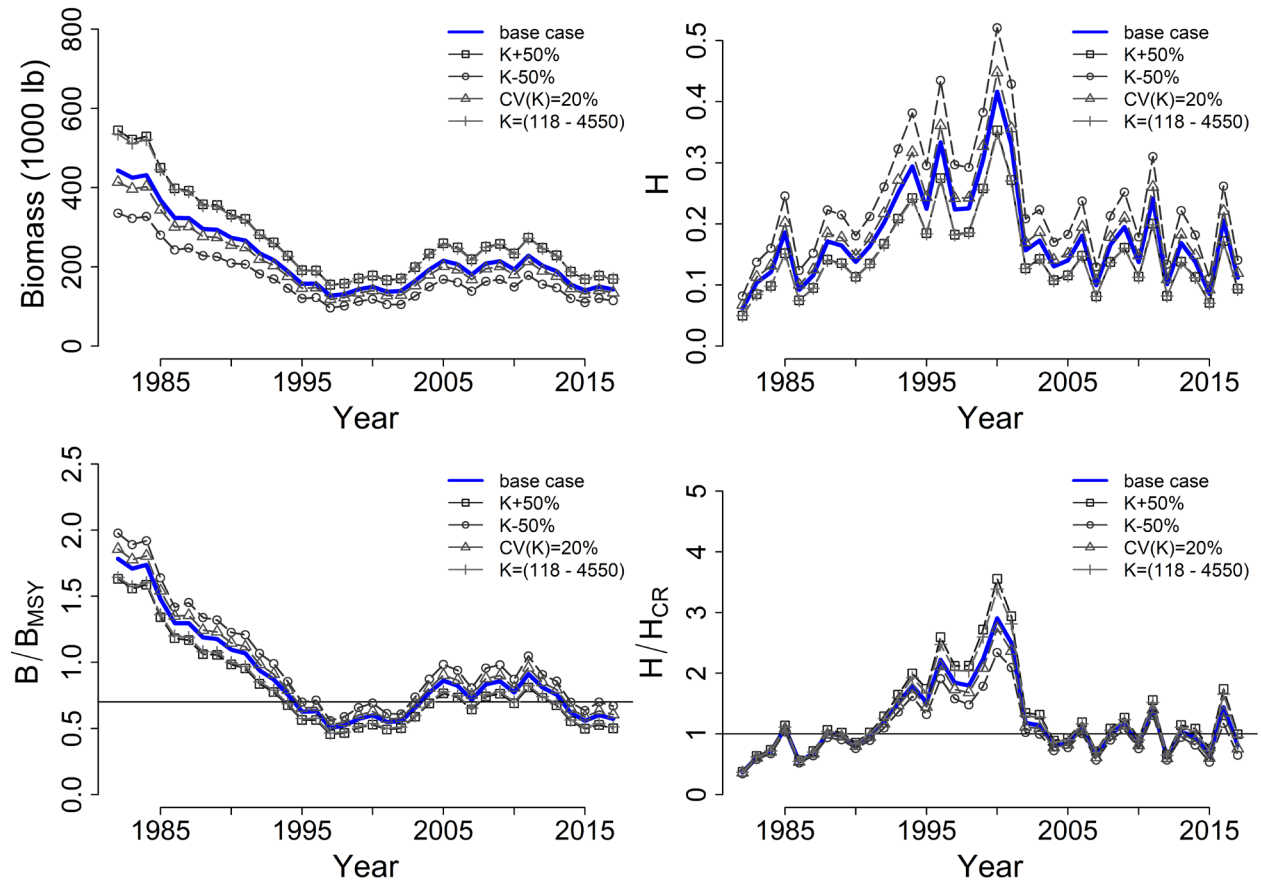 Biomass (1000 lb)
800
600
400
200
0
1985
1995
2005
2015
Year
base case
K+50%
K-50%
CV(K)=20%
K=(118 - 4550)
H
0.5
0.4
0.3
0.2
0.1
0.0
1985
1995
2005
2015
Year
base case
K+50%
K-50%
CV(K)=20%
K=(118 - 4550)
B/B_MSY
2.5
2.0
1.5
1.0
0.5
0.0
1985
1995
2005
2015
Year
base case
K+50%
K-50%
CV(K)=20%
K=(118 - 4550)
H/H_CR
5
4
3
2
1
0
1985
1995
2005
2015
Year
base case
K+50%
K-50%
CV(K)=20%
K=(118 - 4550)